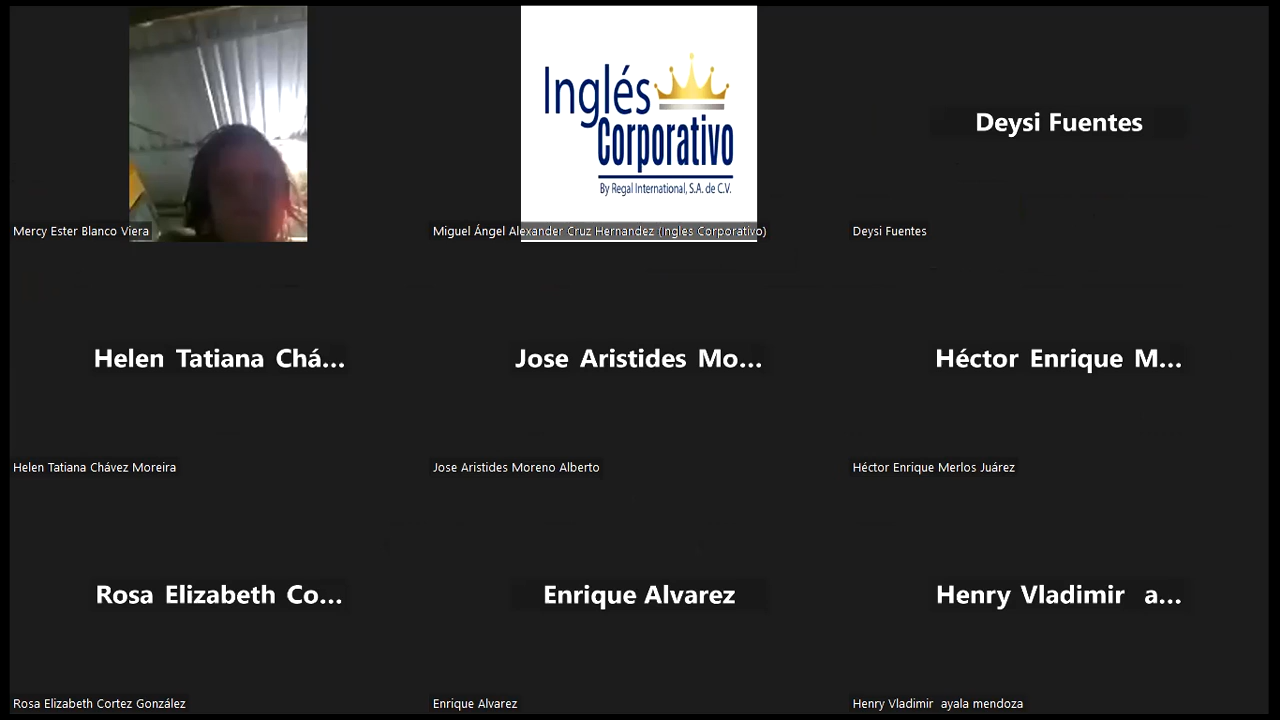 Inglés
Corporativo
By Regal International, S.A. de C.V.
Deysi Fuentes
Mercy Ester Blanco Viera
Miguel Ángel Alexander Cruz Hernandez (Ingles Corporativo)
Deysi Fuentes
Helen Tatiana Chá...
Jose Aristides Mo...
Héctor Enrique M...
Helen Tatiana Chávez Moreira
Jose Aristides Moreno Alberto
Héctor Enrique Merlos Juárez
Rosa Elizabeth Co...
Enrique Alvarez
Henry Vladimir a...
Rosa Elizabeth Cortez González
Enrique Alvarez
Henry Vladimir ayala mendoza